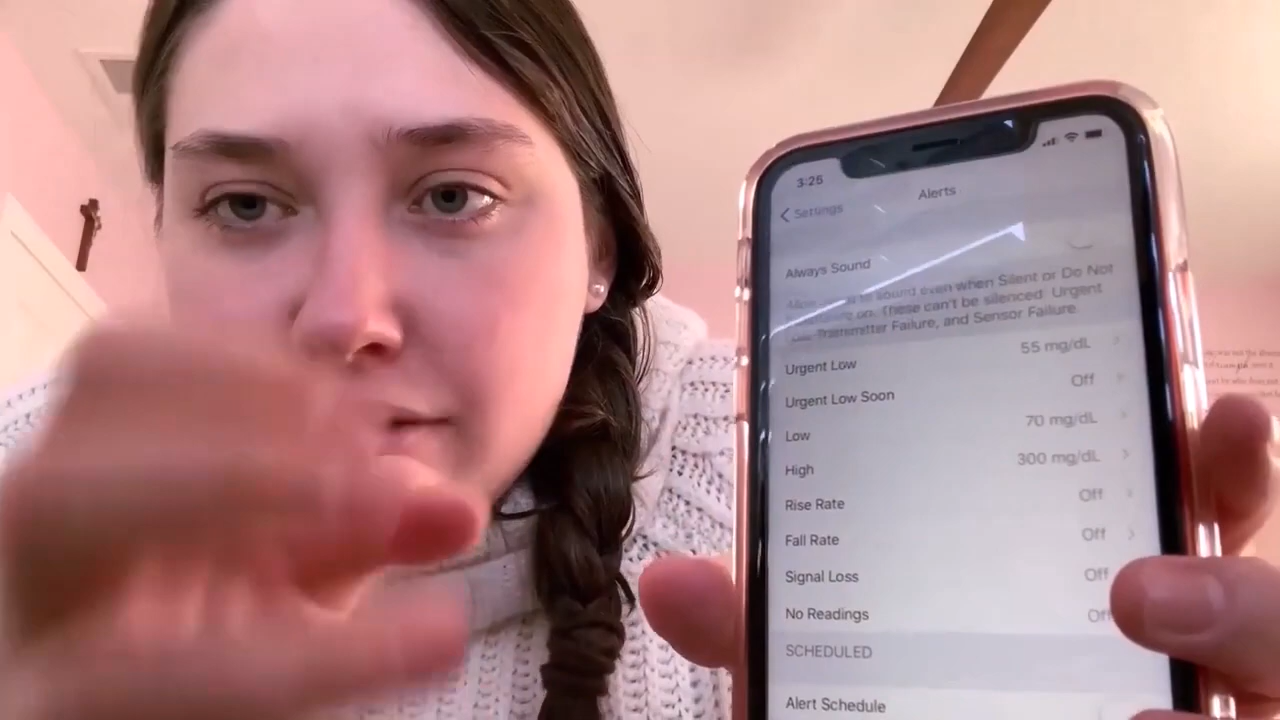 3:25
Settings
Alerts
Always Sound
to sound even when Silent or Do Not
on. These can't be silenced: Urgent
Transmitter Failure, and Sensor Failure.
Urgent Low 55 mg/dL
Urgent Low Soon Off
Low 70 mg/dL
High 300 mg/dL
Rise Rate Off
Fall Rate Off
Signal Loss Off
No Readings Off
SCHEDULED
Alert Schedule